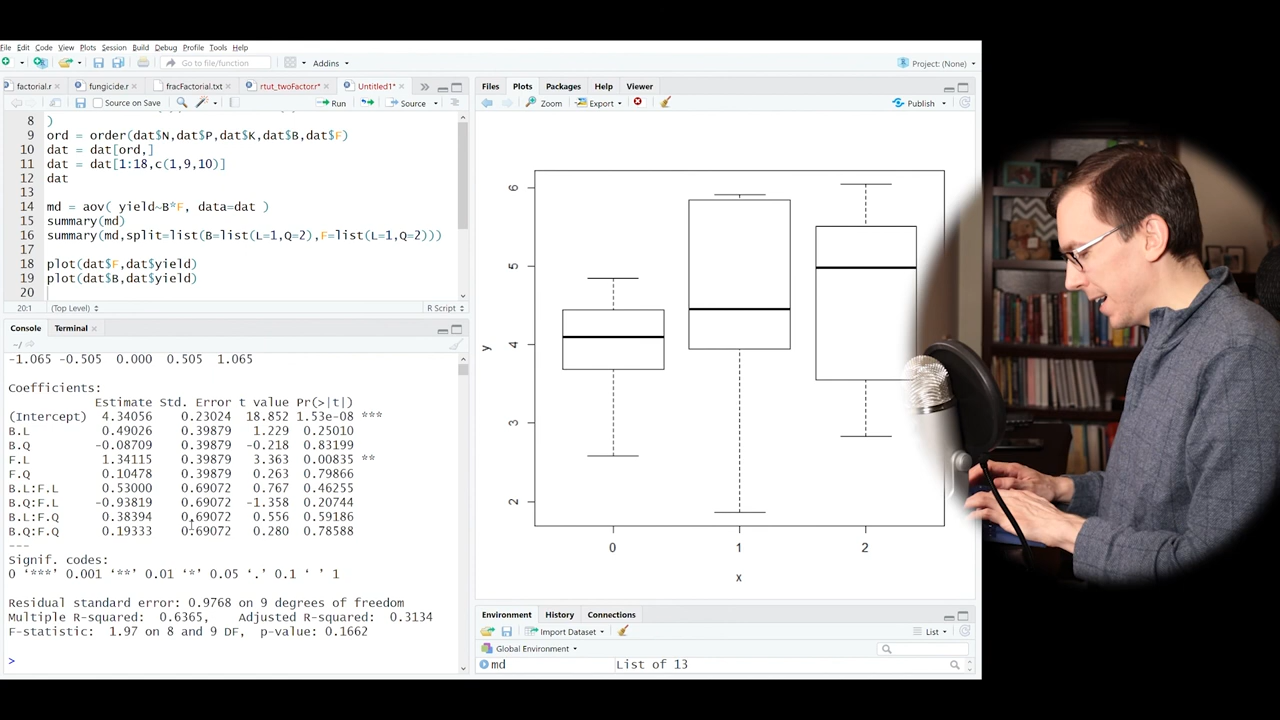 File Edit Code View Plots Session Build Debug Profile Tools Help
Go to file/function
Addins
Project: (None)
factorial.r
fungicide.r
fracFactorial.txt
rtut_twoFactor.r*
Untitled1*
Source on Save
Run
Source
8 )
9 ord = order(dat$N,dat$P,dat$K,dat$B,dat$F)
10 dat = dat[ord,]
11 dat = dat[1:18,c(1,9,10)]
12 dat
13
14 md = aov( yield~B*F, data=dat )
15 summary(md)
16 summary(md,split=list(B=list(L=1,Q=2),F=list(L=1,Q=2)))
17
18 plot(dat$F,dat$yield)
19 plot(dat$B,dat$yield)
20
20:1 (Top Level) R Script
Console Terminal
~/
-1.065 -0.505 0.000 0.505 1.065
Coefficients:
Estimate Std. Error t value Pr(>|t|)
(Intercept) 4.34056 0.23024 18.852 1.53e-08 ***
B.L 0.49026 0.39879 1.229 0.25010
B.Q -0.08709 0.39879 -0.218 0.83199
F.L 1.34115 0.39879 3.363 0.00835 **
F.Q 0.10478 0.39879 0.263 0.79866
B.L:F.L 0.53000 0.69072 0.767 0.46255
B.Q:F.L -0.93819 0.69072 -1.358 0.20744
B.L:F.Q 0.38394 0.69072 0.556 0.59186
B.Q:F.Q 0.19333 0.69072 0.280 0.78588
---
Signif. codes:
0 ‘***’ 0.001 ‘**’ 0.01 ‘*’ 0.05 ‘.’ 0.1 ‘ ’ 1
Residual standard error: 0.9768 on 9 degrees of freedom
Multiple R-squared: 0.6365, Adjusted R-squared: 0.3134
F-statistic: 1.97 on 8 and 9 DF, p-value: 0.1662
>
Files Plots Packages Help Viewer
Zoom Export Publish
6
5
4
3
2
y
0 1 2
x
Environment History Connections
Import Dataset List
Global Environment
md List of 13